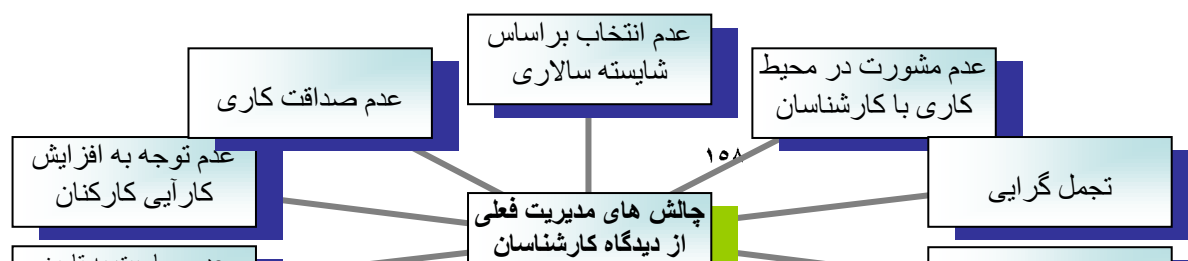 عدم انتخاب براساس
شایسته سالاری
عدم مشورت در محیط
کاری با کارشناسان
عدم صداقت کاری
عدم توجه به افزایش
کارآیی کارکنان
۱۵۸
تجمل گرایی
چالش های مدیریت فعلی
از دیدگاه کارشناسان
عدم